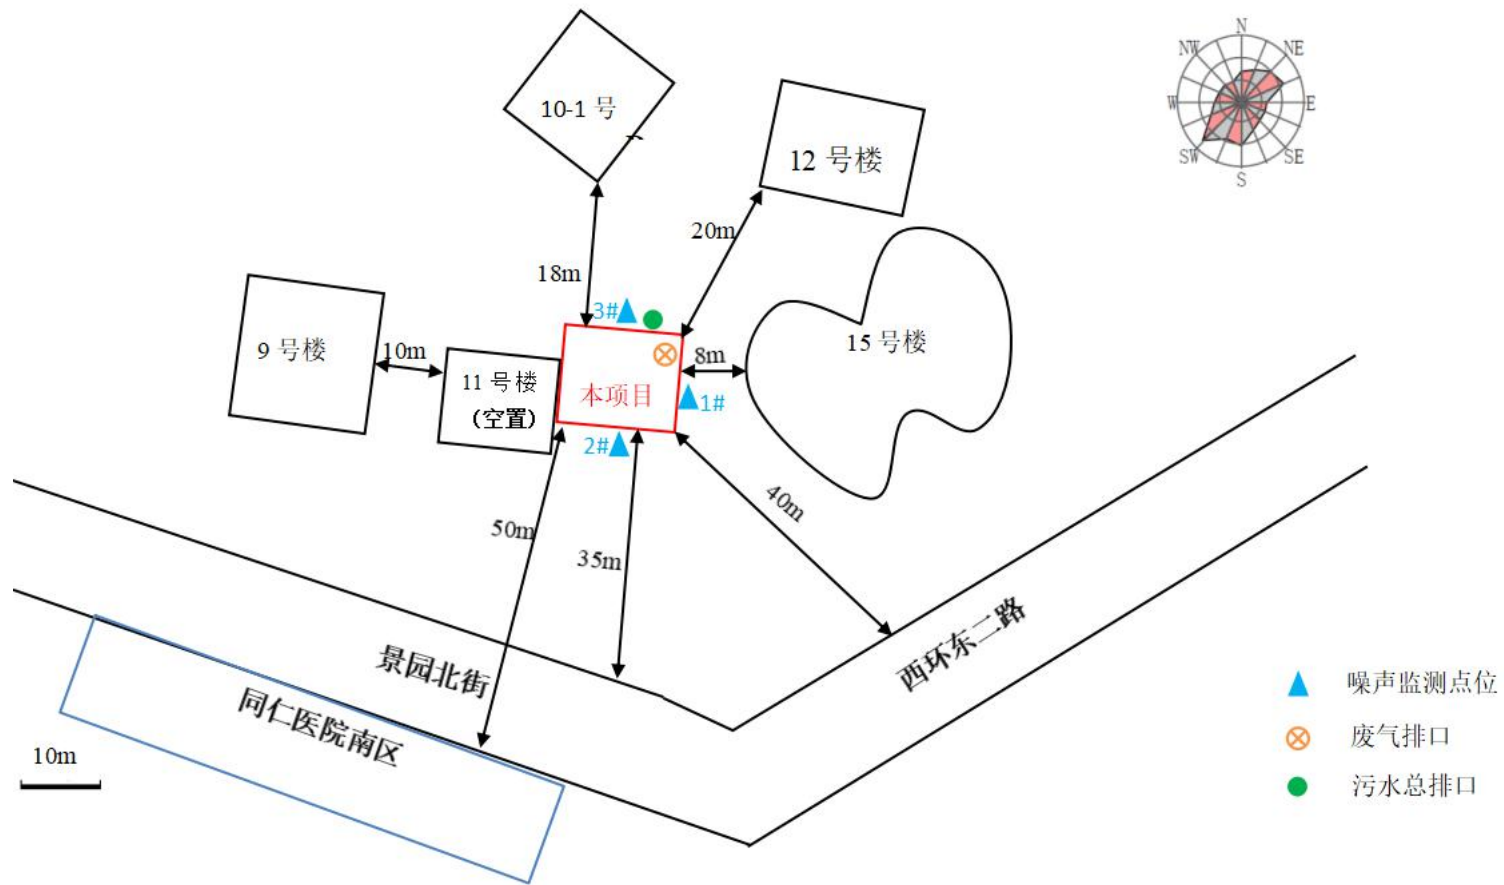 N
NW
NE
W
E
SW
SE
S
10-1 号
12 号楼
20m
18m
3#
9 号楼
10m
11 号楼
(空置)
本项目
8m
15 号楼
1#
2#
50m
35m
40m
景园北街
西环东二路
同仁医院南区
10m
噪声监测点位
废气排口
污水总排口